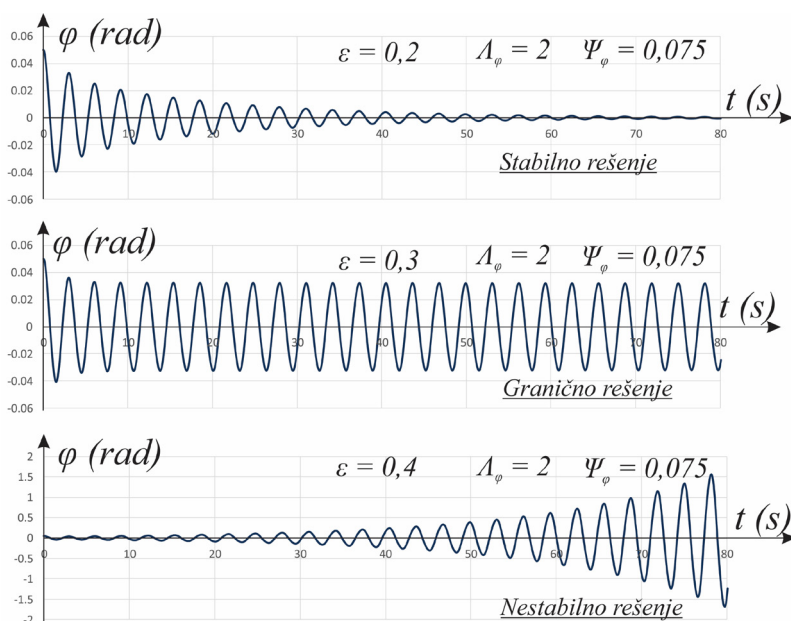 φ (rad)
ε = 0,2 Λφ = 2 Ψφ = 0,075
0.06
0.04
0.02
0
-0.02
-0.04
-0.06
0 10 20 30 40 50 60 70 80
t (s)
Stabilno rešenje
φ (rad)
ε = 0,3 Λφ = 2 Ψφ = 0,075
0.06
0.04
0.02
0
-0.02
-0.04
-0.06
0 10 20 30 40 50 60 70 80
t (s)
Granično rešenje
φ (rad)
ε = 0,4 Λφ = 2 Ψφ = 0,075
2
1.5
1
0.5
0
-0.5
-1
-1.5
-2
0 10 20 30 40 50 60 70 80
t (s)
Nestabilno rešenje